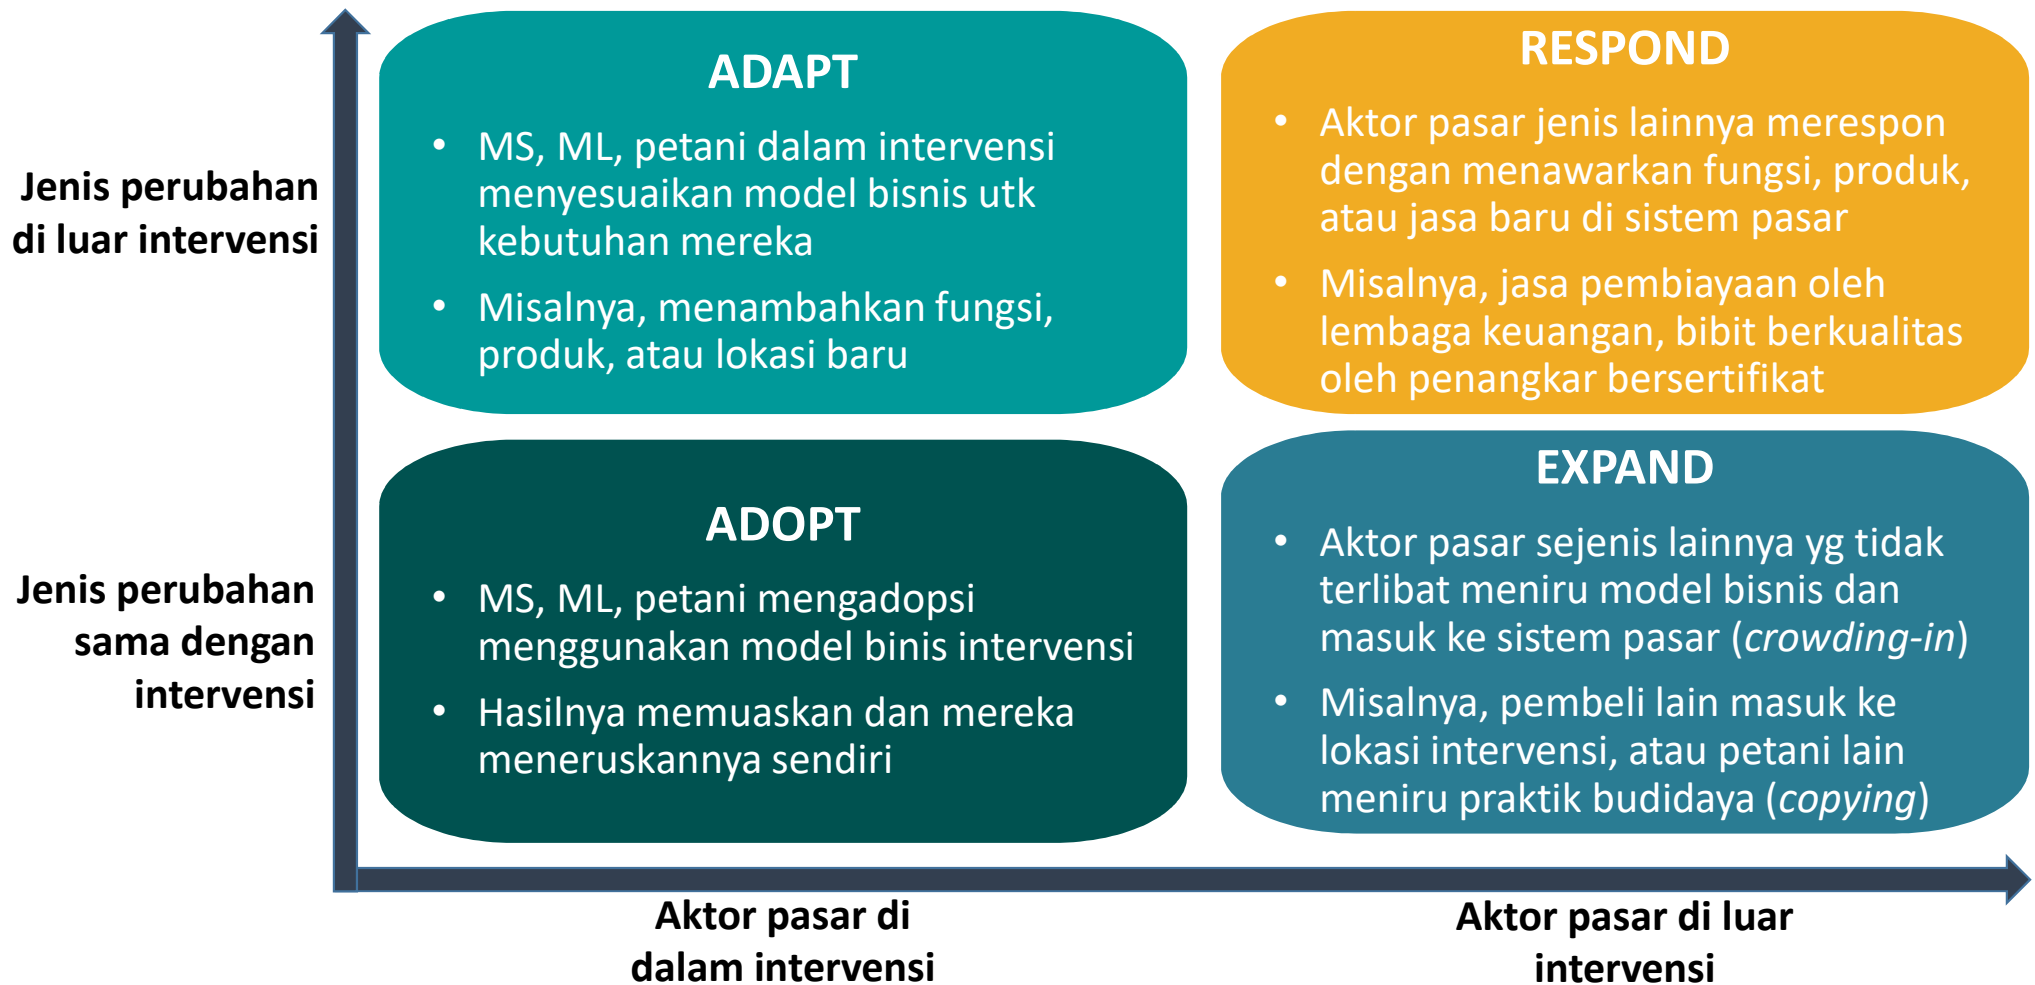 Jenis perubahan
di luar intervensi
ADAPT
• MS, ML, petani dalam intervensi
menyesuaikan model bisnis utk
kebutuhan mereka
• Misalnya, menambahkan fungsi,
produk, atau lokasi baru
RESPOND
• Aktor pasar jenis lainnya merespon
dengan menawarkan fungsi, produk,
atau jasa baru di sistem pasar
• Misalnya, jasa pembiayaan oleh
lembaga keuangan, bibit berkualitas
oleh penangkar bersertifikat
Jenis perubahan
sama dengan
intervensi
ADOPT
• MS, ML, petani mengadopsi
menggunakan model binis intervensi
• Hasilnya memuaskan dan mereka
meneruskannya sendiri
EXPAND
• Aktor pasar sejenis lainnya yg tidak
terlibat meniru model bisnis dan
masuk ke sistem pasar (crowding-in)
• Misalnya, pembeli lain masuk ke
lokasi intervensi, atau petani lain
meniru praktik budidaya (copying)
Aktor pasar di
dalam intervensi
Aktor pasar di luar
intervensi